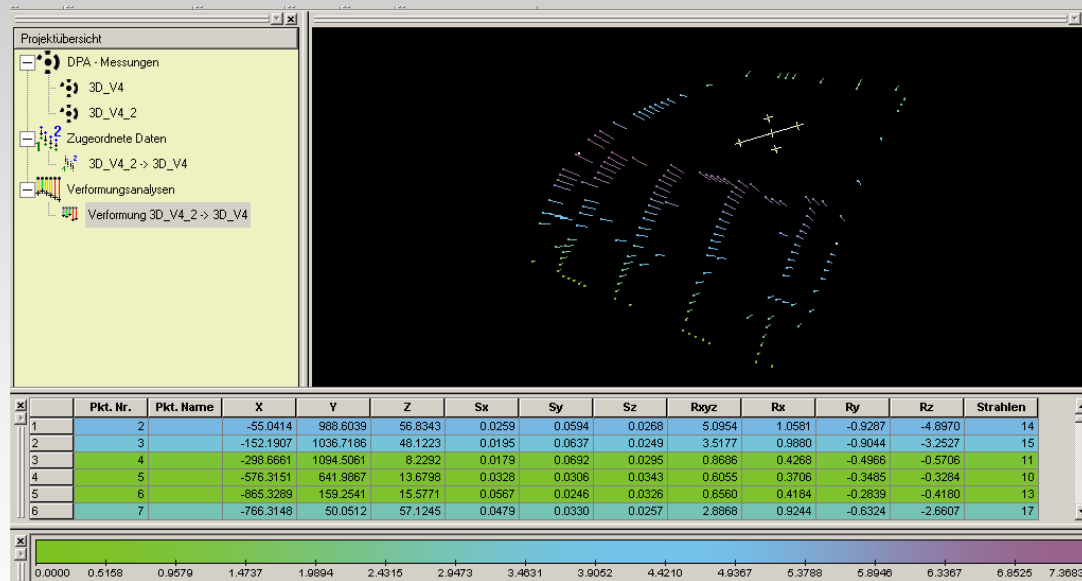 Projektübersicht
DPA - Messungen
3D_V4
3D_V4_2
Zugeordnete Daten
3D_V4_2 -> 3D_V4
Verformungsanalysen
Verformung 3D_V4_2 -> 3D_V4
Pkt. Nr. Pkt. Name X Y Z Sx Sy Sz Rxyz Rx Ry Rz Strahlen
1 2 -55.0414 988.6039 56.8343 0.0259 0.0594 0.0268 5.0954 1.0581 -0.9287 -4.8970 14
2 3 -152.1907 1036.7186 48.1223 0.0195 0.0637 0.0249 3.5177 0.9880 -0.9044 -3.2527 15
3 4 -298.6661 1094.5061 8.2292 0.0179 0.0692 0.0295 0.8686 0.4268 -0.4966 -0.5706 11
4 5 -576.3151 641.9867 13.6798 0.0328 0.0306 0.0343 0.6055 0.3706 -0.3485 -0.3284 10
5 6 -865.3289 159.2541 15.5771 0.0567 0.0246 0.0326 0.6560 0.4184 -0.2839 -0.4180 13
6 7 -766.3148 50.0512 57.1245 0.0479 0.0330 0.0257 2.8868 0.9244 -0.6324 -2.6607 17
0.0000 0.5158 0.9579 1.4737 1.9894 2.4315 2.9473 3.4631 3.9052 4.4210 4.9367 5.3788 5.8946 6.3367 6.8525 7.3683